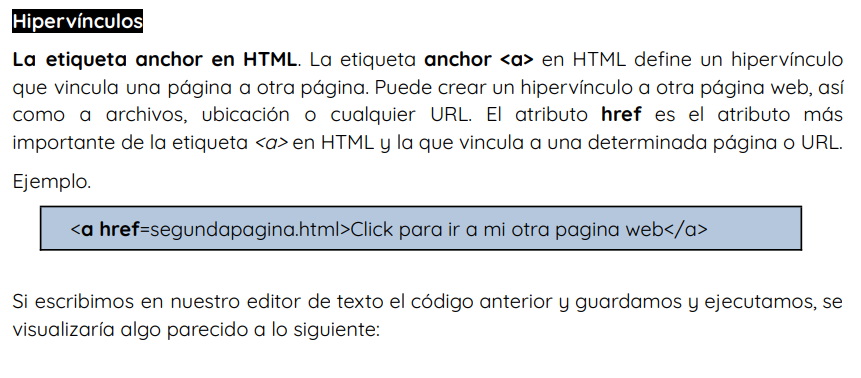 Hipervínculos
La etiqueta anchor en HTML. La etiqueta anchor <a> en HTML define un hipervínculo
que vincula una página a otra página. Puede crear un hipervínculo a otra página web, así
como a archivos, ubicación o cualquier URL. El atributo href es el atributo más
importante de la etiqueta <a> en HTML y la que vincula a una determinada página o URL.
Ejemplo.
<a href=segundapagina.html>Click para ir a mi otra pagina web</a>
Si escribimos en nuestro editor de texto el código anterior y guardamos y ejecutamos, se
visualizaría algo parecido a lo siguiente: